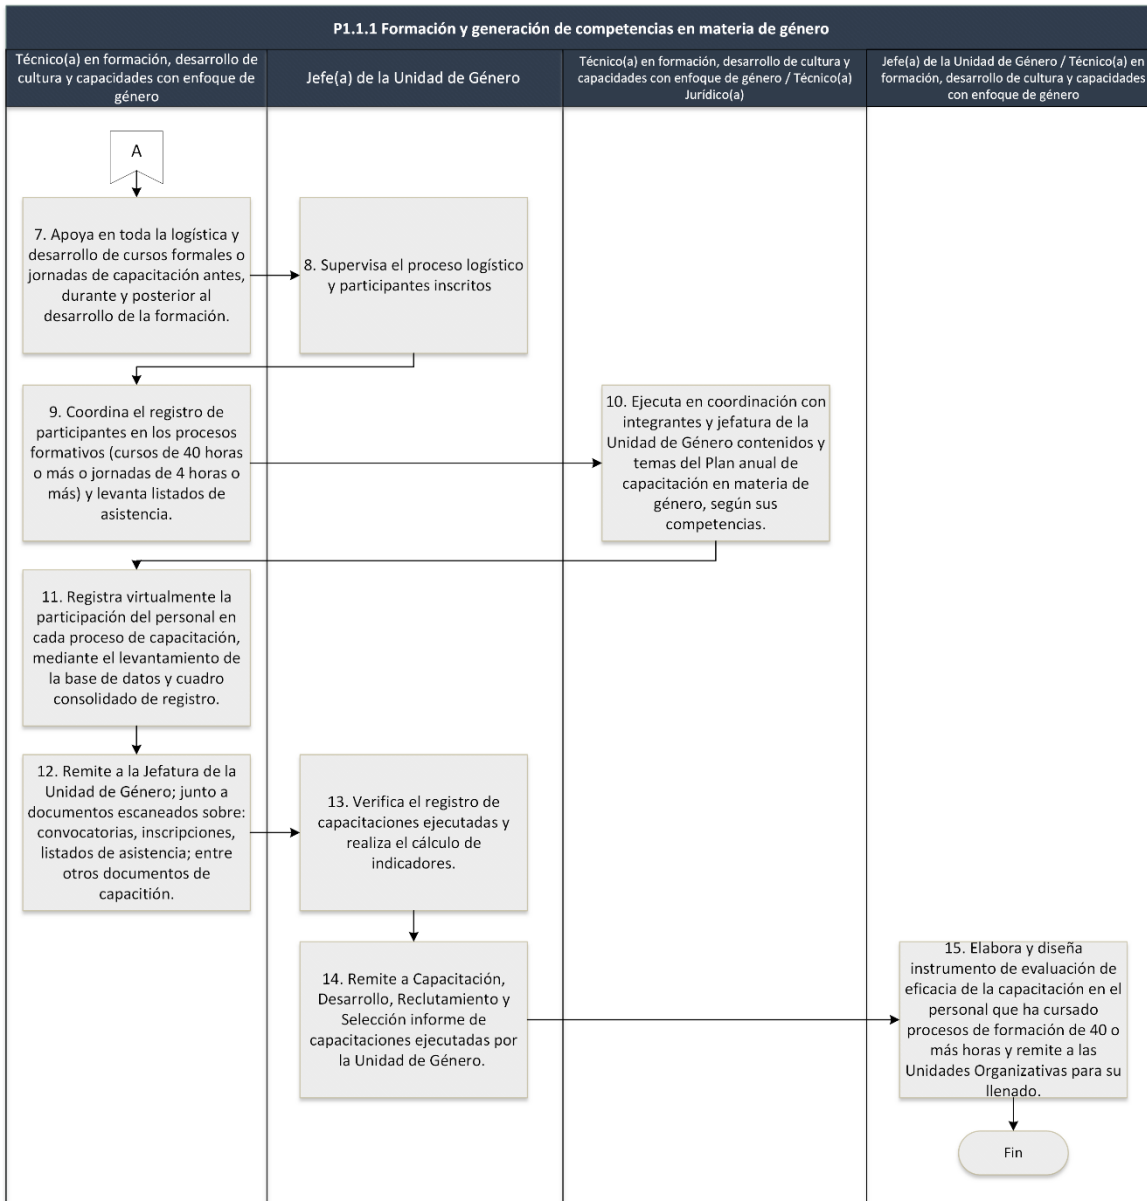 P1.1.1 Formación y generación de competencias en materia de género
Técnico(a) en formación, desarrollo de
cultura y capacidades con enfoque de
género
Jefe(a) de la Unidad de Género
Técnico(a) en formación, desarrollo de cultura y
capacidades con enfoque de género / Técnico(a)
Jurídico(a)
Jefe(a) de la Unidad de Género / Técnico(a) en
formación, desarrollo de cultura y capacidades
con enfoque de género
A
7. Apoya en toda la logística y
desarrollo de cursos formales o
jornadas de capacitación antes,
durante y posterior al
desarrollo de la formación.
8. Supervisa el proceso logístico
y participantes inscritos
9. Coordina el registro de
participantes en los procesos
formativos (cursos de 40 horas
o más o jornadas de 4 horas o
más) y levanta listados de
asistencia.
10. Ejecuta en coordinación con
integrantes y jefatura de la
Unidad de Género contenidos y
temas del Plan anual de
capacitación en materia de
género, según sus
competencias.
11. Registra virtualmente la
participación del personal en
cada proceso de capacitación,
mediante el levantamiento de
la base de datos y cuadro
consolidado de registro.
12. Remite a la Jefatura de la
Unidad de Género; junto a
documentos escaneados sobre:
convocatorias, inscripciones,
listados de asistencia; entre
otros documentos de
capacitión.
13. Verifica el registro de
capacitaciones ejecutadas y
realiza el cálculo de
indicadores.
14. Remite a Capacitación,
Desarrollo, Reclutamiento y
Selección informe de
capacitaciones ejecutadas por
la Unidad de Género.
15. Elabora y diseña
instrumento de evaluación de
eficacia de la capacitación en el
personal que ha cursado
procesos de formación de 40 o
más horas y remite a las
Unidades Organizativas para su
llenado.
Fin